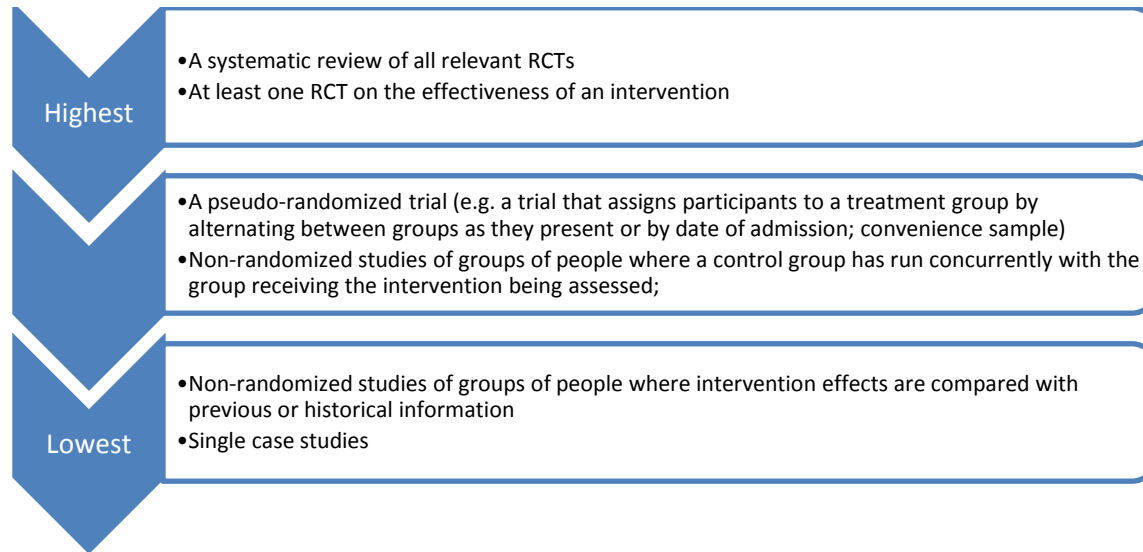 Highest
•A systematic review of all relevant RCTs
•At least one RCT on the effectiveness of an intervention
•A pseudo-randomized trial (e.g. a trial that assigns participants to a treatment group by
alternating between groups as they present or by date of admission; convenience sample)
•Non-randomized studies of groups of people where a control group has run concurrently with the
group receiving the intervention being assessed;
Lowest
•Non-randomized studies of groups of people where intervention effects are compared with
previous or historical information
•Single case studies